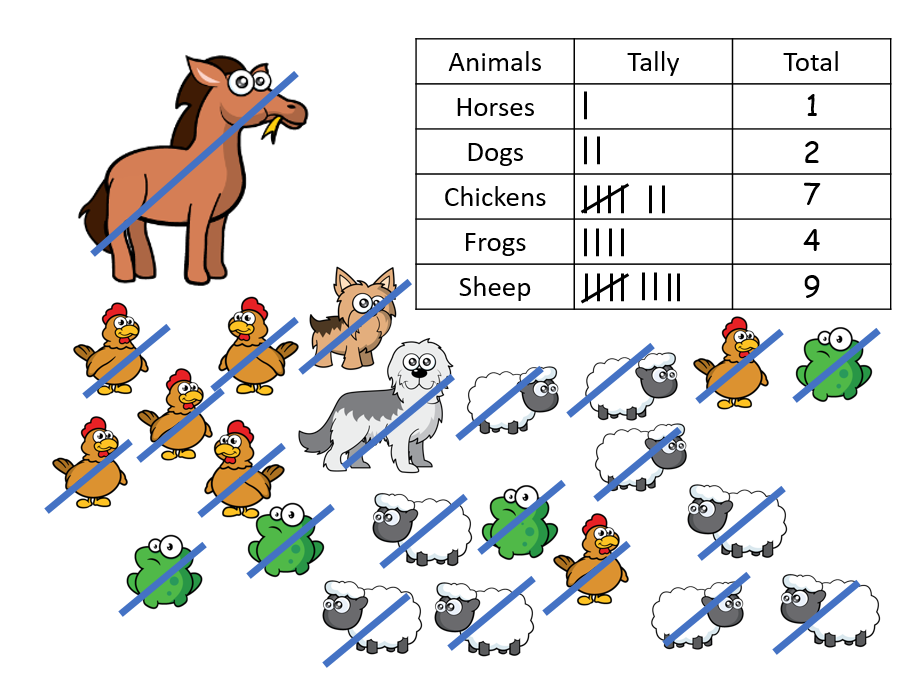 Animals Tally Total
Horses | 1
Dogs || 2
Chickens 𝍸 || 7
Frogs |||| 4
Sheep 𝍸 |||| 9